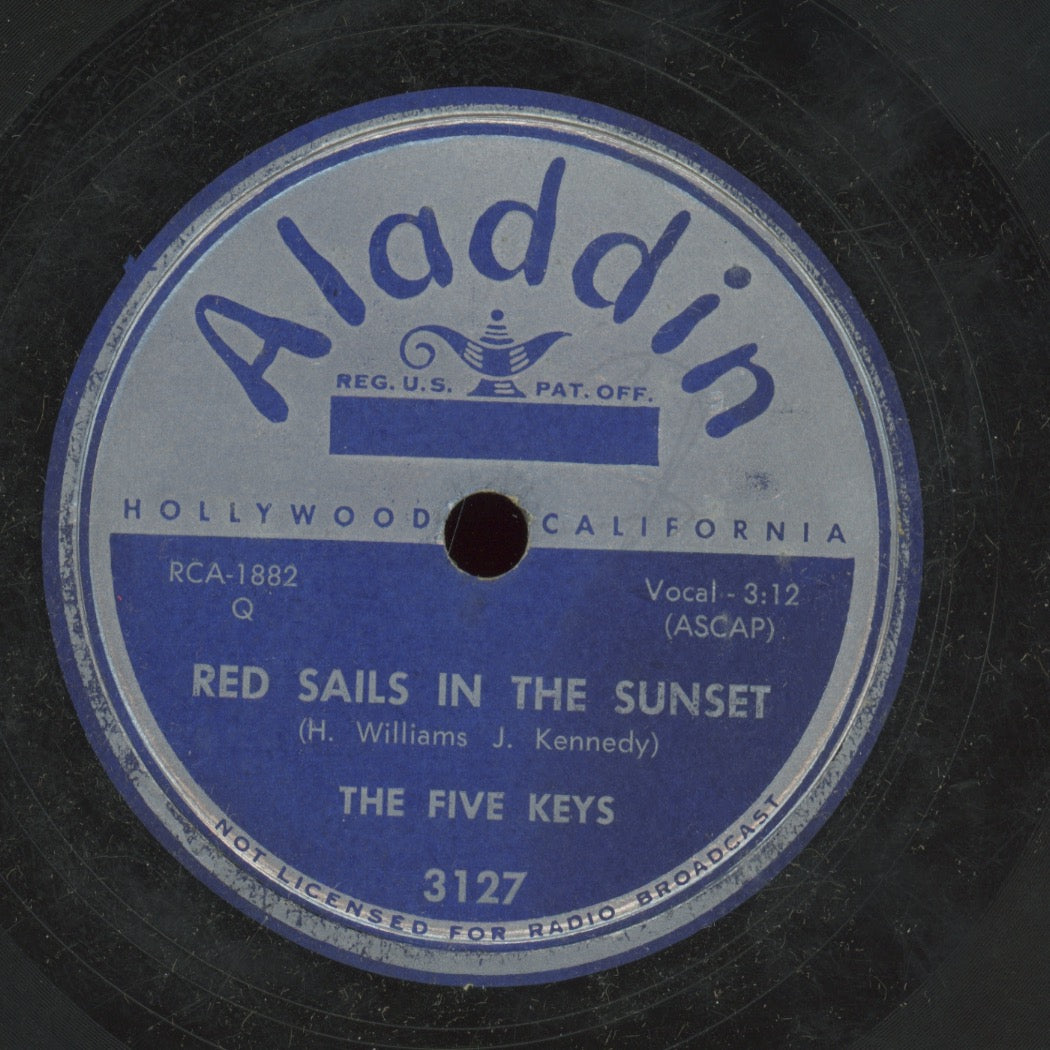 Aladdin
REG. U.S. PAT. OFF.
HOLLYWOOD CALIFORNIA
RCA-1882
Q
Vocal - 3:12
(ASCAP)
RED SAILS IN THE SUNSET
(H. Williams J. Kennedy)
THE FIVE KEYS
3127
NOT LICENSED FOR RADIO BROADCAST